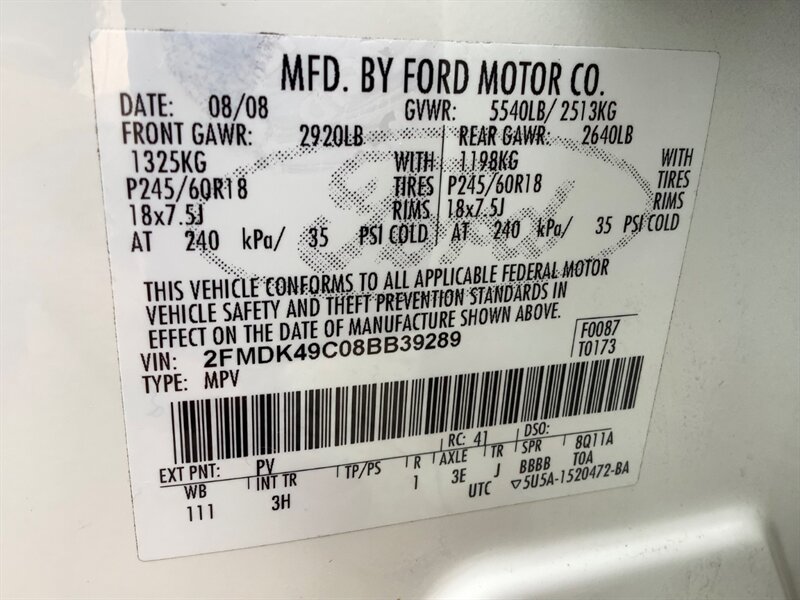 MFD. BY FORD MOTOR CO.
DATE: 08/08 GVWR: 5540LB/ 2513KG
FRONT GAWR: 2920LB REAR GAWR: 2640LB
1325KG WITH 1198KG WITH
P245/60R18 TIRES P245/60R18 TIRES
18x7.5J RIMS 18x7.5J RIMS
AT 240 kPa/ 35 PSI COLD AT 240 kPa/ 35 PSI COLD
Ford
THIS VEHICLE CONFORMS TO ALL APPLICABLE FEDERAL MOTOR
VEHICLE SAFETY AND THEFT PREVENTION STANDARDS IN
EFFECT ON THE DATE OF MANUFACTURE SHOWN ABOVE.
VIN: 2FMDK49C08BB39289 F0087
TYPE: MPV T0173
EXT PNT: PV RC: 41 DSO:
WB INT TR TP/PS R AXLE TR SPR 8Q11A
111 3H 1 3E J BBBB TOA
UTC ▽5U5A-1520472-BA